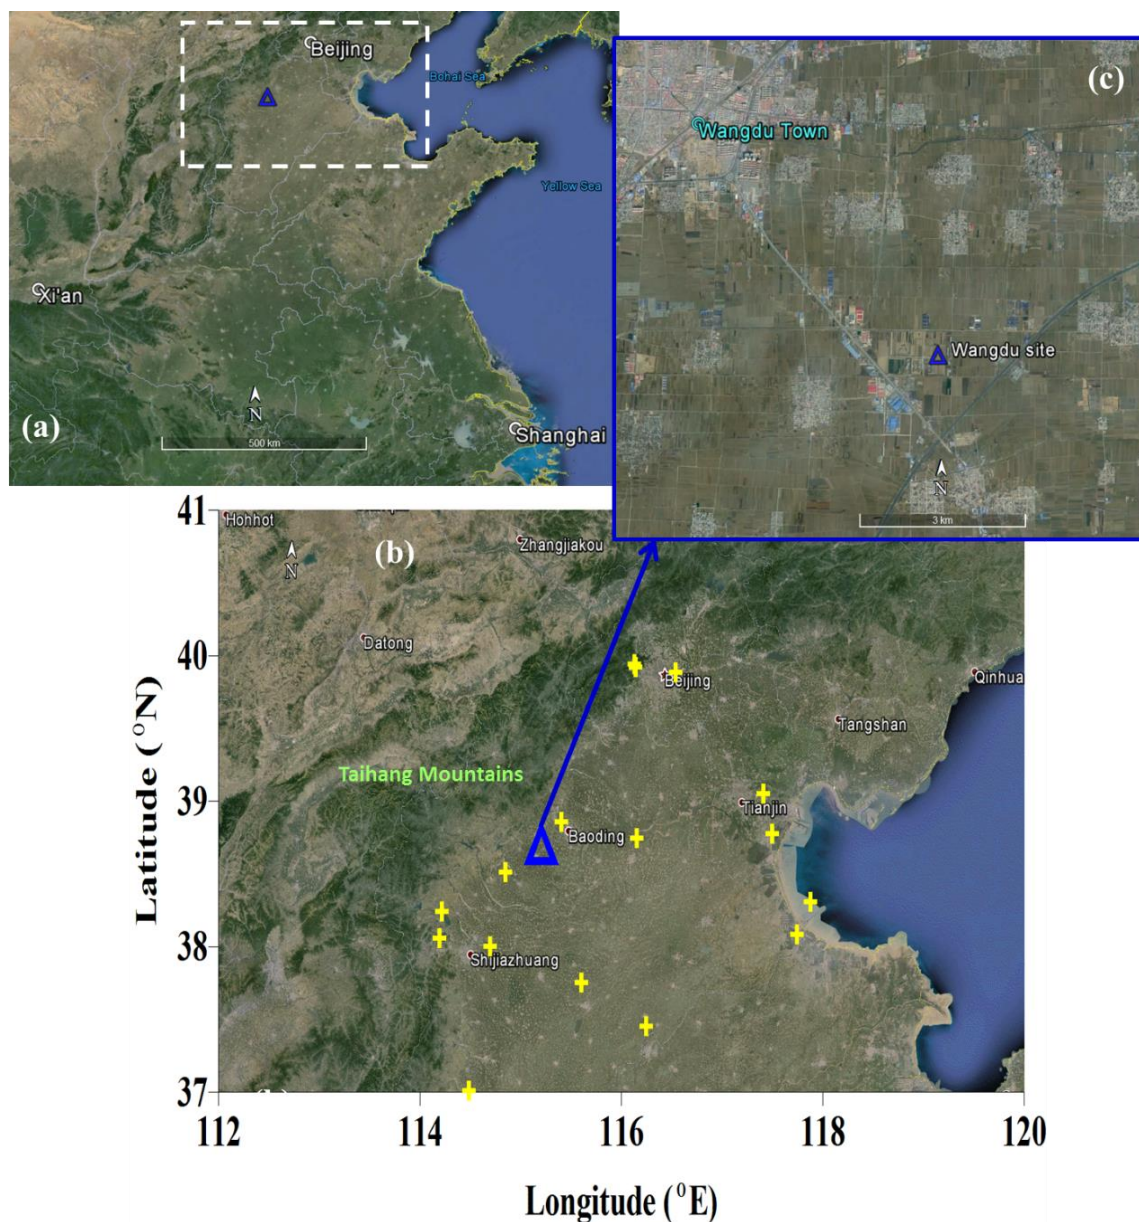 Beijing
Bohai Sea
Yellow Sea
Xi'an
(a)
N
500 km
Shanghai
(c)
Wangdu Town
Wangdu site
N
3 km
41
40
39
38
37
Latitude (°N)
Hohhot
N
(b)
Zhangjiakou
Datong
Beijing
Qinhua
Tangshan
Taihang Mountains
Tianjin
Baoding
Shijiazhuang
112
114
116
118
120
Longitude (°E)